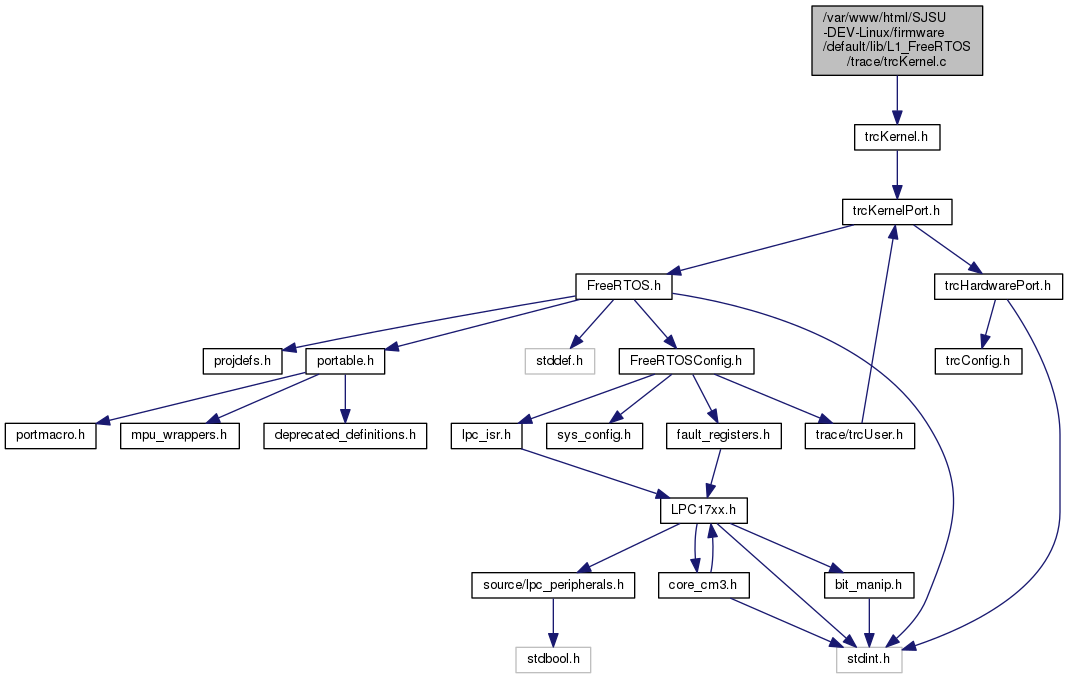 /var/www/html/SJSU
-DEV-Linux/firmware
/default/lib/L1_FreeRTOS
/trace/trcKernel.c
trcKernel.h
trcKernelPort.h
FreeRTOS.h
trcHardwarePort.h
projdefs.h
portable.h
stddef.h
FreeRTOSConfig.h
trcConfig.h
portmacro.h
mpu_wrappers.h
deprecated_definitions.h
lpc_isr.h
sys_config.h
fault_registers.h
trace/trcUser.h
LPC17xx.h
source/lpc_peripherals.h
core_cm3.h
bit_manip.h
stdbool.h
stdint.h